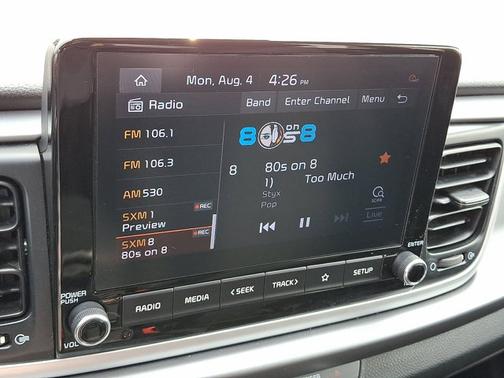 Mon, Aug. 4 4:26 PM
Radio Band Enter Channel Menu
FM 106.1
FM 106.3
AM 530
SXM 1 REC
Preview
SXM 8 REC
80s on 8
80s on 8
8 80s on 8
1) Too Much
Styx
Pop
SCAN
Live
POWER
PUSH
VOL
RADIO MEDIA < SEEK TRACK > SETUP
ENTER